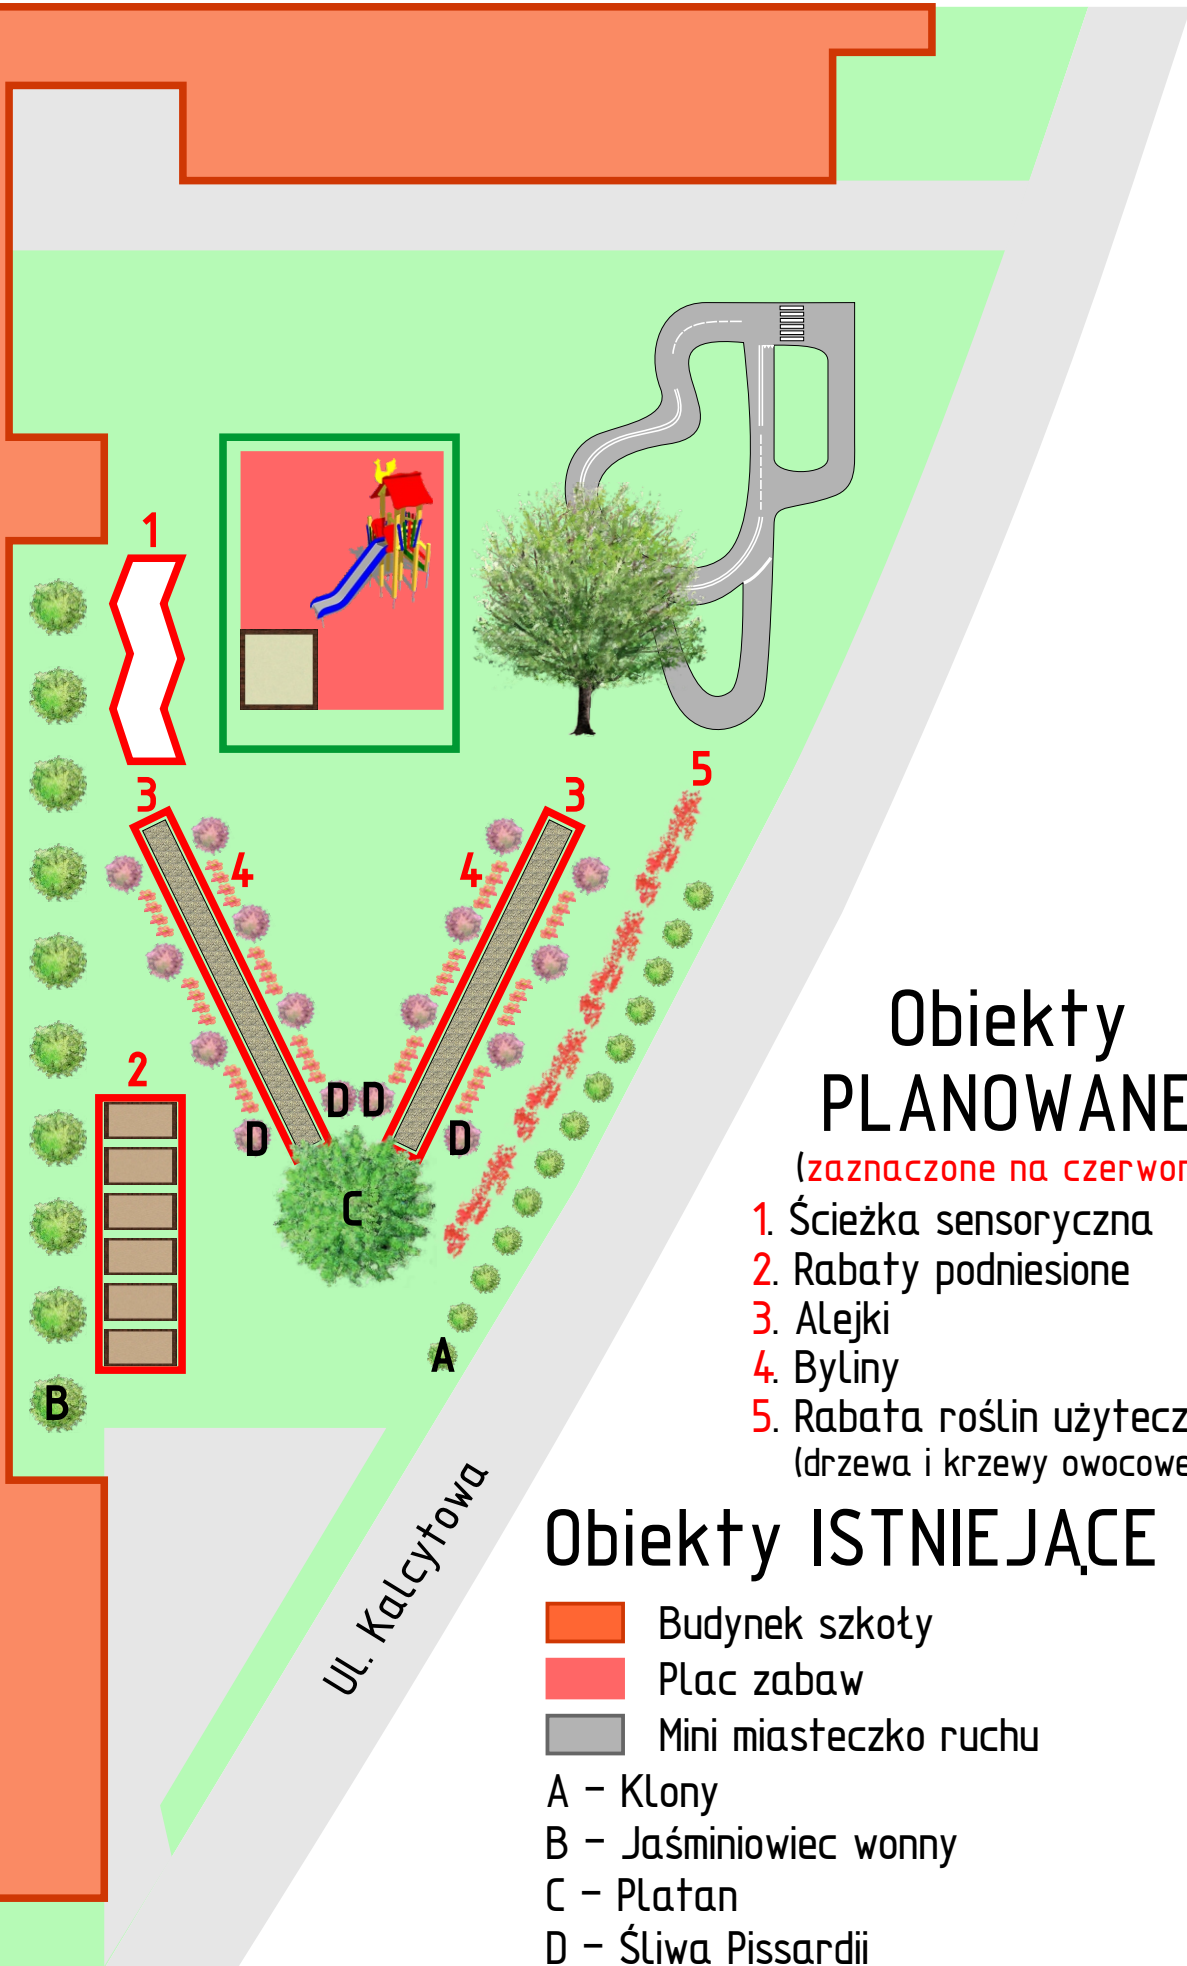 1
3
3
5
4
4
2
D
D
D
D
C
A
B
Ul. Kalcytowa
Obiekty
PLANOWANE
(zaznaczone na czerwon
1. Ścieżka sensoryczna
2. Rabaty podniesione
3. Alejki
4. Byliny
5. Rabata roślin użytecz
(drzewa i krzewy owocowe
Obiekty ISTNIEJĄCE
Budynek szkoły
Plac zabaw
Mini miasteczko ruchu
A - Klony
B - Jaśminiowiec wonny
C - Platan
D - Śliwa Pissardii